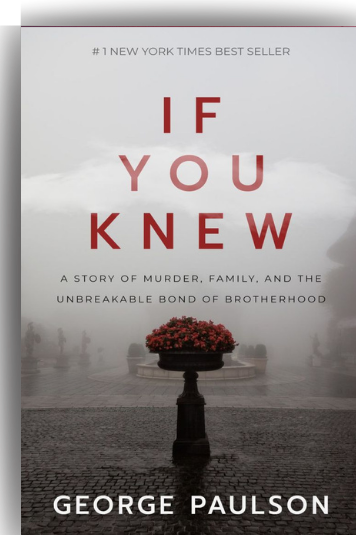 # 1 NEW YORK TIMES BEST SELLER
IF
YOU
KNEW
A STORY OF MURDER, FAMILY, AND THE
UNBREAKABLE BOND OF BROTHERHOOD
GEORGE PAULSON